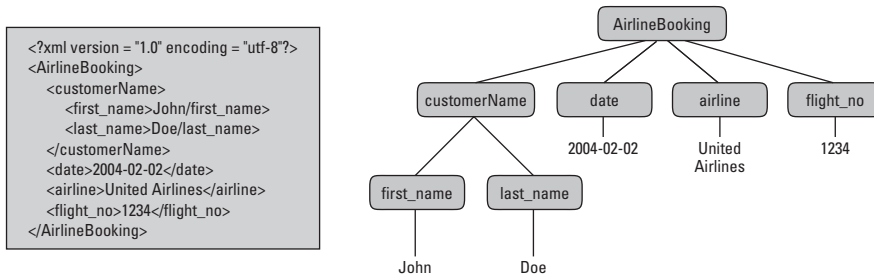 <?xml version = "1.0" encoding = "utf-8"?>
<AirlineBooking>
<customerName>
<first_name>John/first_name>
<last_name>Doe/last_name>
</customerName>
<date>2004-02-02</date>
<airline>United Airlines</airline>
<flight_no>1234</flight_no>
</AirlineBooking>
AirlineBooking
customerName
date
airline
flight_no
2004-02-02
United
Airlines
1234
first_name
last_name
John
Doe